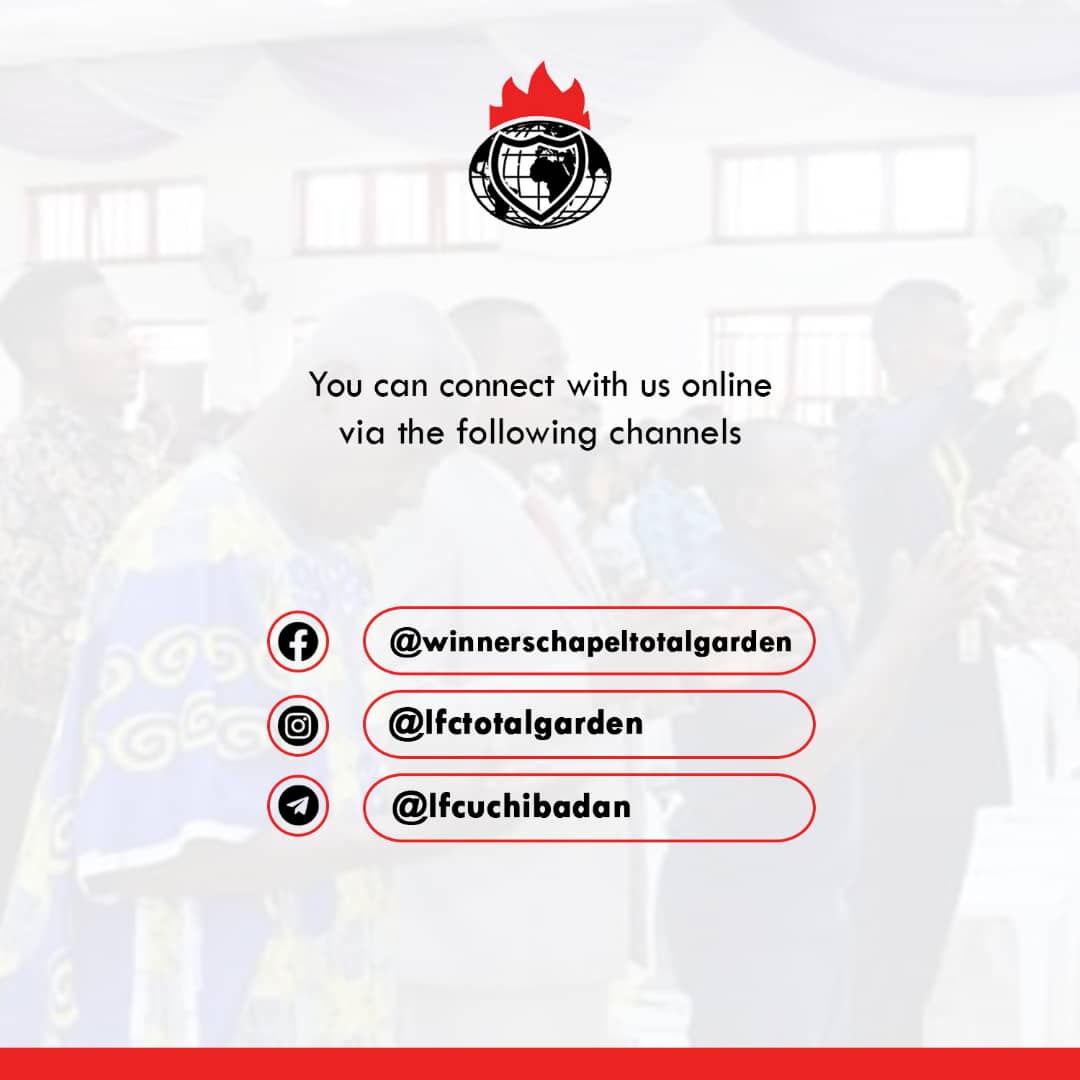 You can connect with us online
via the following channels
@winnerschapeltotalgarden
@lfctotalgarden
@lfcuchibadan